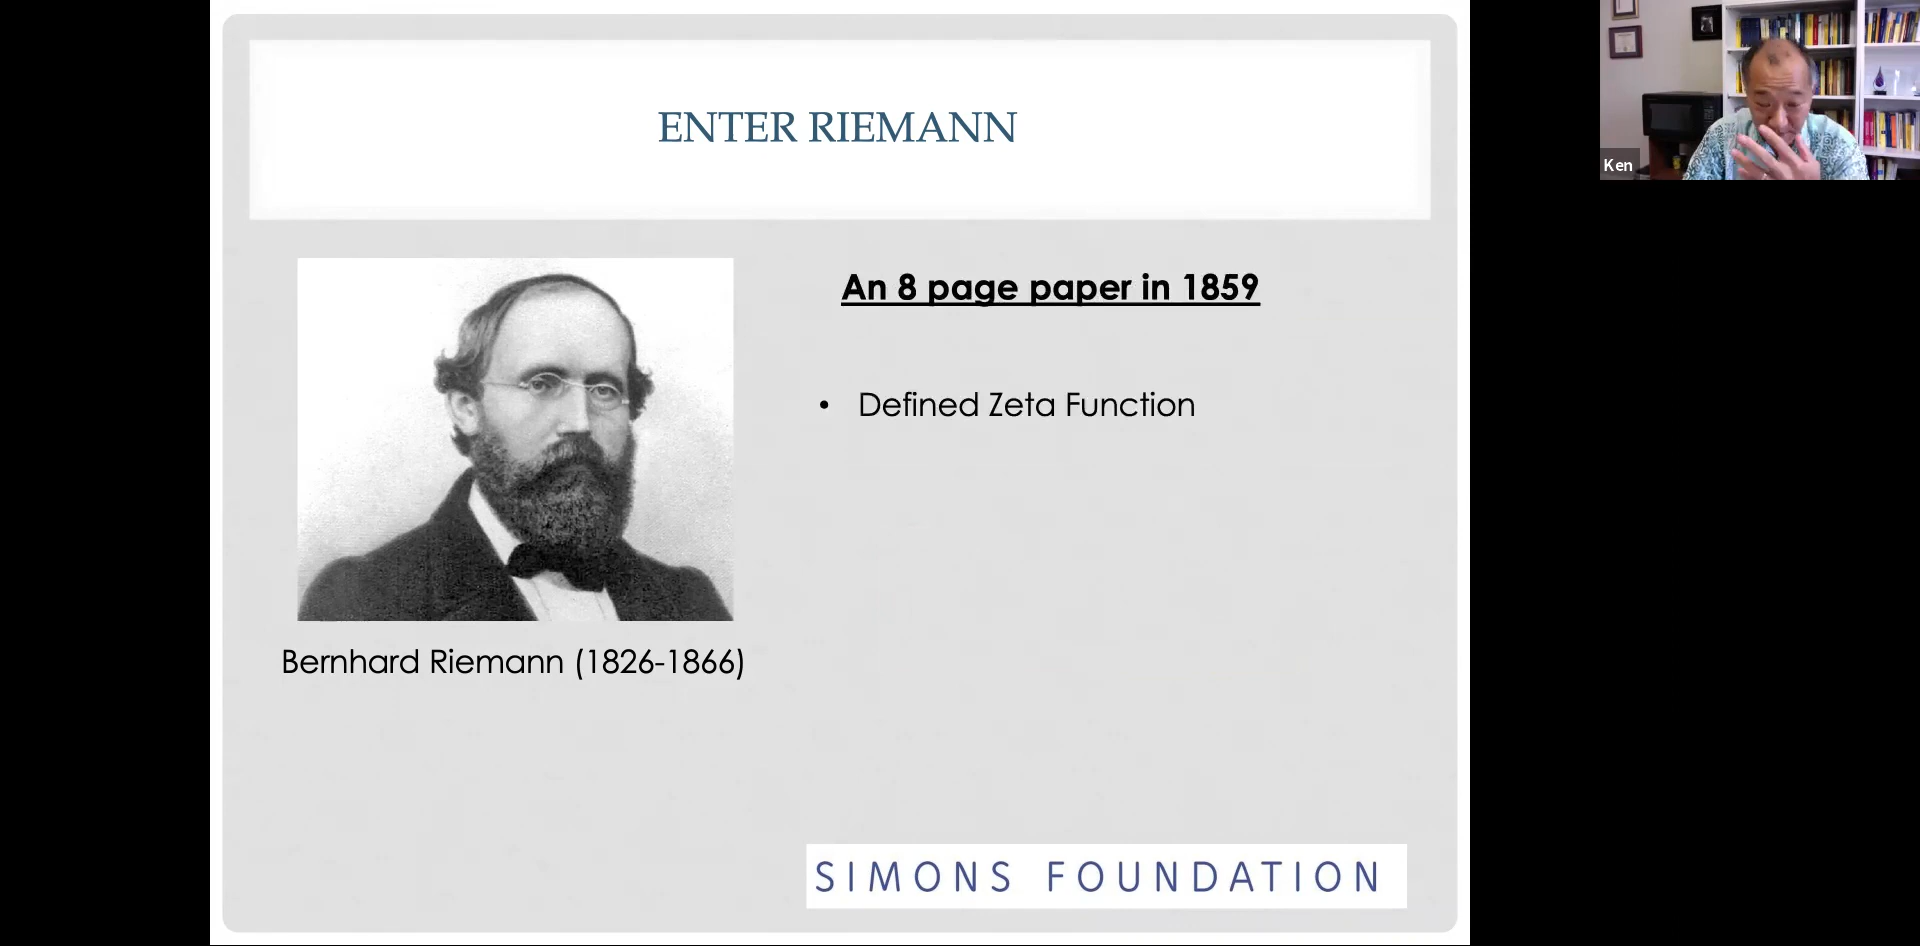 ENTER RIEMANN
An 8 page paper in 1859
• Defined Zeta Function
Bernhard Riemann (1826-1866)
SIMONS FOUNDATION
Ken